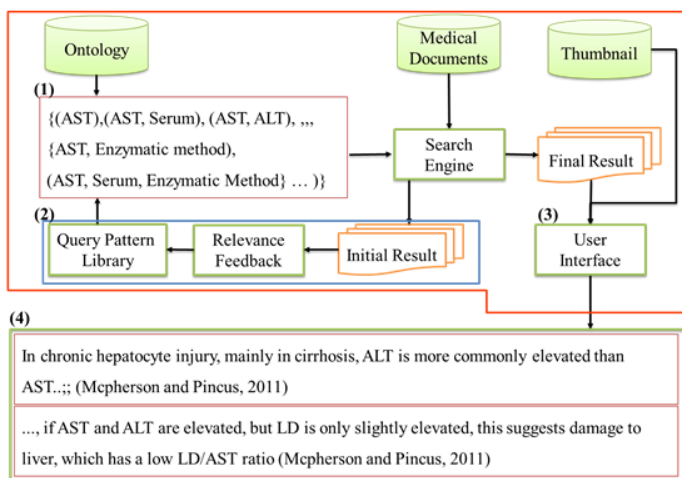 Ontology
Medical
Documents
Thumbnail
(1)
{(AST),(AST, Serum), (AST, ALT), ,,,
{AST, Enzymatic method),
(AST, Serum, Enzymatic Method} … )}
Search
Engine
Final Result
(2)
Query Pattern
Library
Relevance
Feedback
Initial Result
(3)
User
Interface
(4)
In chronic hepatocyte injury, mainly in cirrhosis, ALT is more commonly elevated than
AST..;; (Mcpherson and Pincus, 2011)
..., if AST and ALT are elevated, but LD is only slightly elevated, this suggests damage to
liver, which has a low LD/AST ratio (Mcpherson and Pincus, 2011)